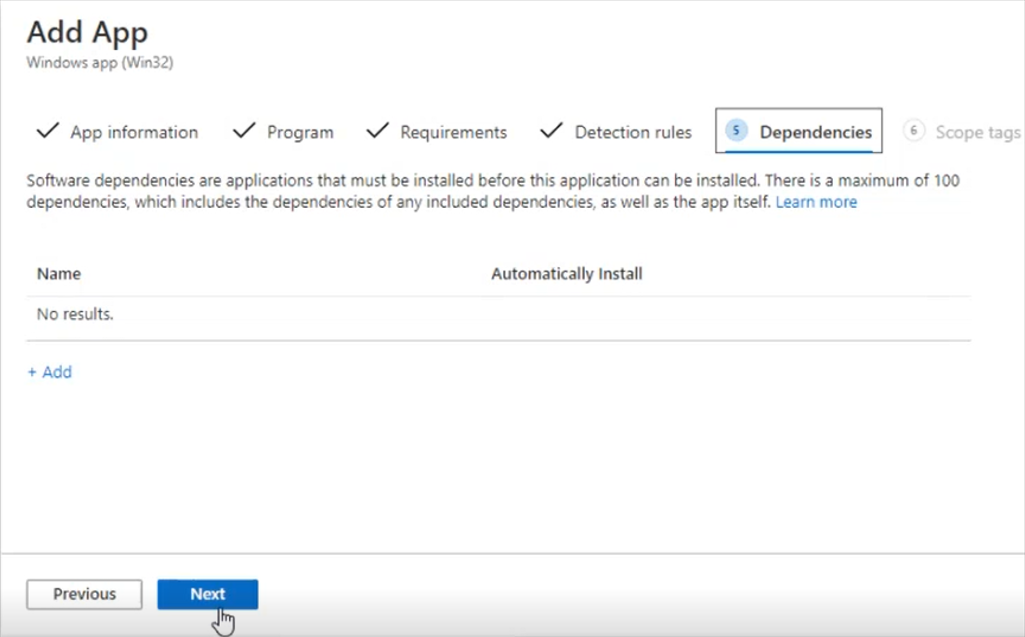 Add App
Windows app (Win32)
App information Program Requirements Detection rules 5 Dependencies 6 Scope tags
Software dependencies are applications that must be installed before this application can be installed. There is a maximum of 100
dependencies, which includes the dependencies of any included dependencies, as well as the app itself. Learn more
Name Automatically Install
No results.
+ Add
Previous Next